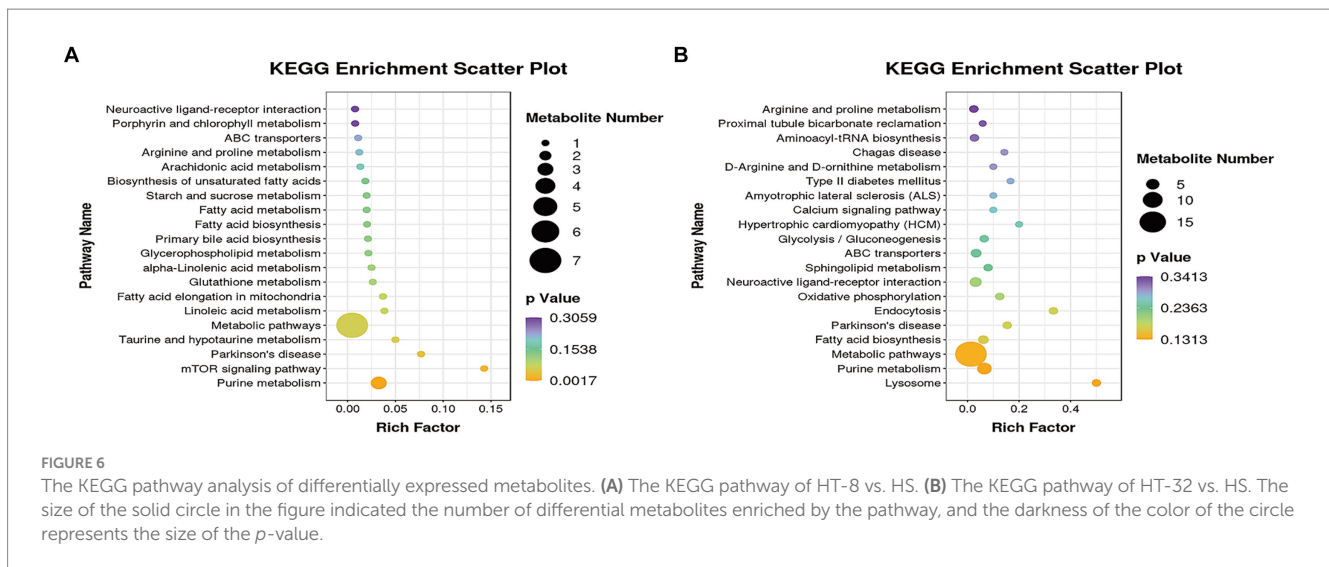 A
KEGG Enrichment Scatter Plot
Pathway Name
Neuroactive ligand-receptor interaction
Porphyrin and chlorophyll metabolism
ABC transporters
Arginine and proline metabolism
Arachidonic acid metabolism
Biosynthesis of unsaturated fatty acids
Starch and sucrose metabolism
Fatty acid metabolism
Fatty acid biosynthesis
Primary bile acid biosynthesis
Glycerophospholipid metabolism
alpha-Linolenic acid metabolism
Glutathione metabolism
Fatty acid elongation in mitochondria
Linoleic acid metabolism
Metabolic pathways
Taurine and hypotaurine metabolism
Parkinson's disease
mTOR signaling pathway
Purine metabolism
0.00 0.05 0.10 0.15
Rich Factor
Metabolite Number
1
2
3
4
5
6
7
p Value
0.3059
0.1538
0.0017
B
KEGG Enrichment Scatter Plot
Pathway Name
Arginine and proline metabolism
Proximal tubule bicarbonate reclamation
Aminoacyl-tRNA biosynthesis
Chagas disease
D-Arginine and D-ornithine metabolism
Type II diabetes mellitus
Amyotrophic lateral sclerosis (ALS)
Calcium signaling pathway
Hypertrophic cardiomyopathy (HCM)
Glycolysis / Gluconeogenesis
ABC transporters
Sphingolipid metabolism
Neuroactive ligand-receptor interaction
Oxidative phosphorylation
Endocytosis
Parkinson's disease
Fatty acid biosynthesis
Metabolic pathways
Purine metabolism
Lysosome
0.0 0.2 0.4
Rich Factor
Metabolite Number
5
10
15
p Value
0.3413
0.2363
0.1313
FIGURE 6
The KEGG pathway analysis of differentially expressed metabolites. (A) The KEGG pathway of HT-8 vs. HS. (B) The KEGG pathway of HT-32 vs. HS. The
size of the solid circle in the figure indicated the number of differential metabolites enriched by the pathway, and the darkness of the color of the circle
represents the size of the p-value.